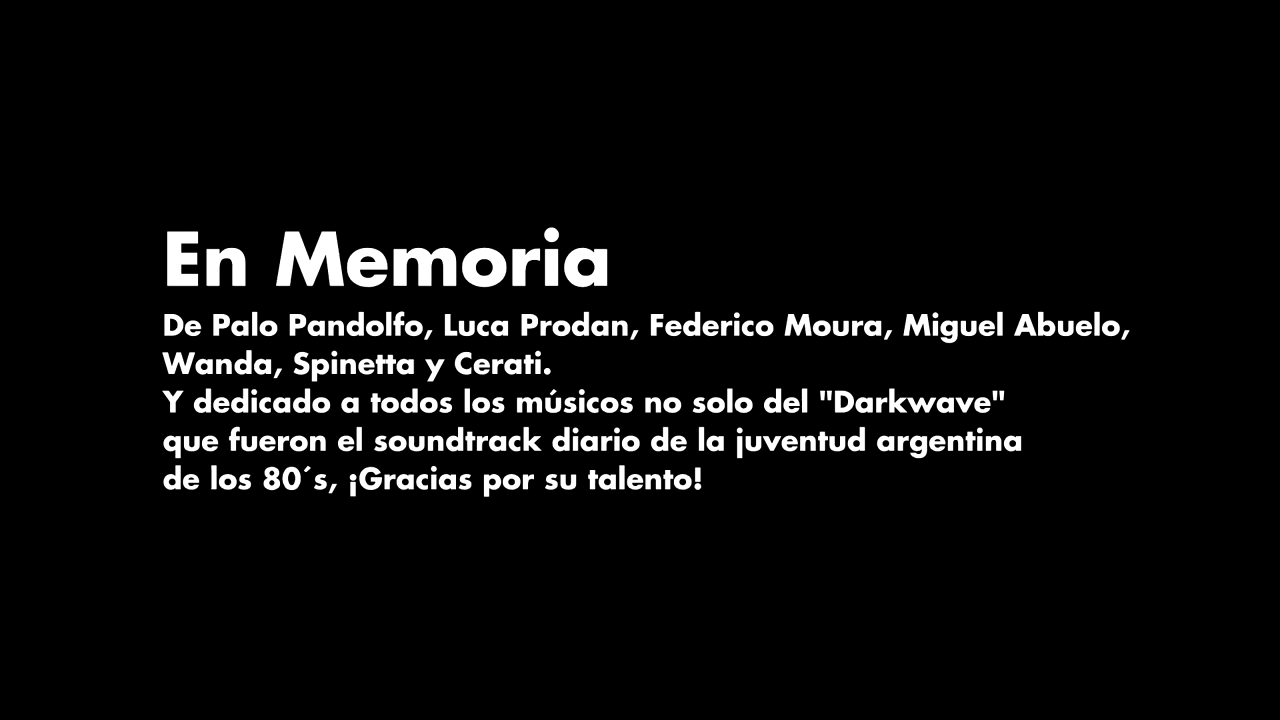 En Memoria
De Palo Pandolfo, Luca Prodan, Federico Moura, Miguel Abuelo,
Wanda, Spinetta y Cerati.
Y dedicado a todos los músicos no solo del "Darkwave"
que fueron el soundtrack diario de la juventud argentina
de los 80´s, ¡Gracias por su talento!